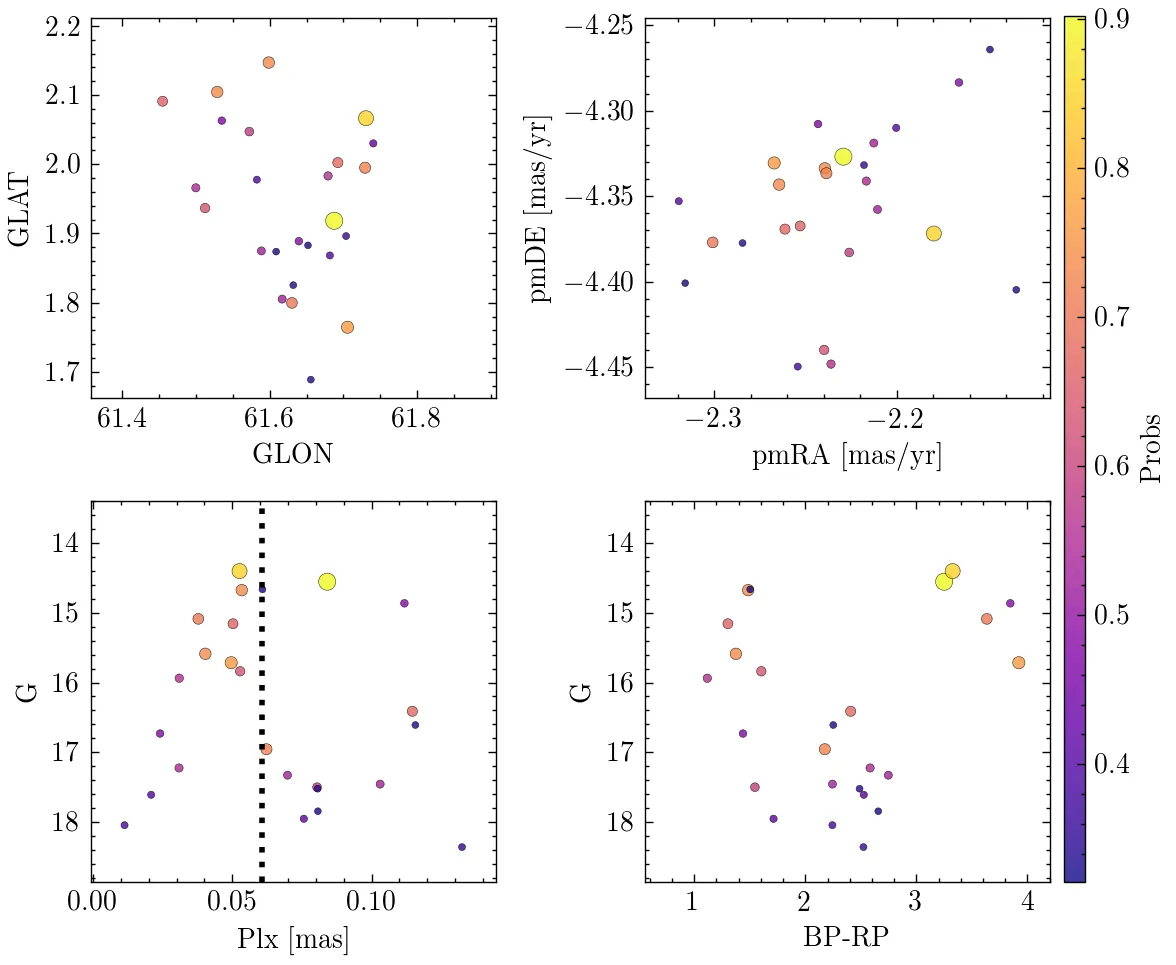 2.2
2.1
2.0
1.9
1.8
1.7
GLAT
61.4 61.6 61.8
GLON
−4.25
−4.30
−4.35
−4.40
−4.45
pmDE [mas/yr]
−2.3 −2.2
pmRA [mas/yr]
0.9
0.8
0.7
0.6
0.5
0.4
Probs
14
15
16
17
18
G
0.00 0.05 0.10
Plx [mas]
14
15
16
17
18
G
1 2 3 4
BP-RP